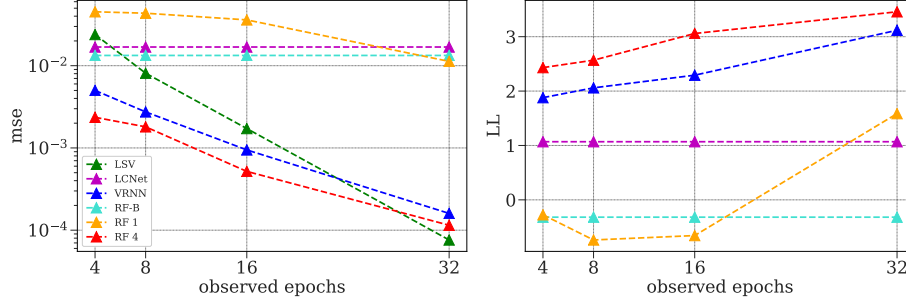 mse
10⁻²
10⁻³
10⁻⁴
LSV
LCNet
VRNN
RF-B
RF 1
RF 4
4 8 16 32
observed epochs
LL
3
2
1
0
4 8 16 32
observed epochs